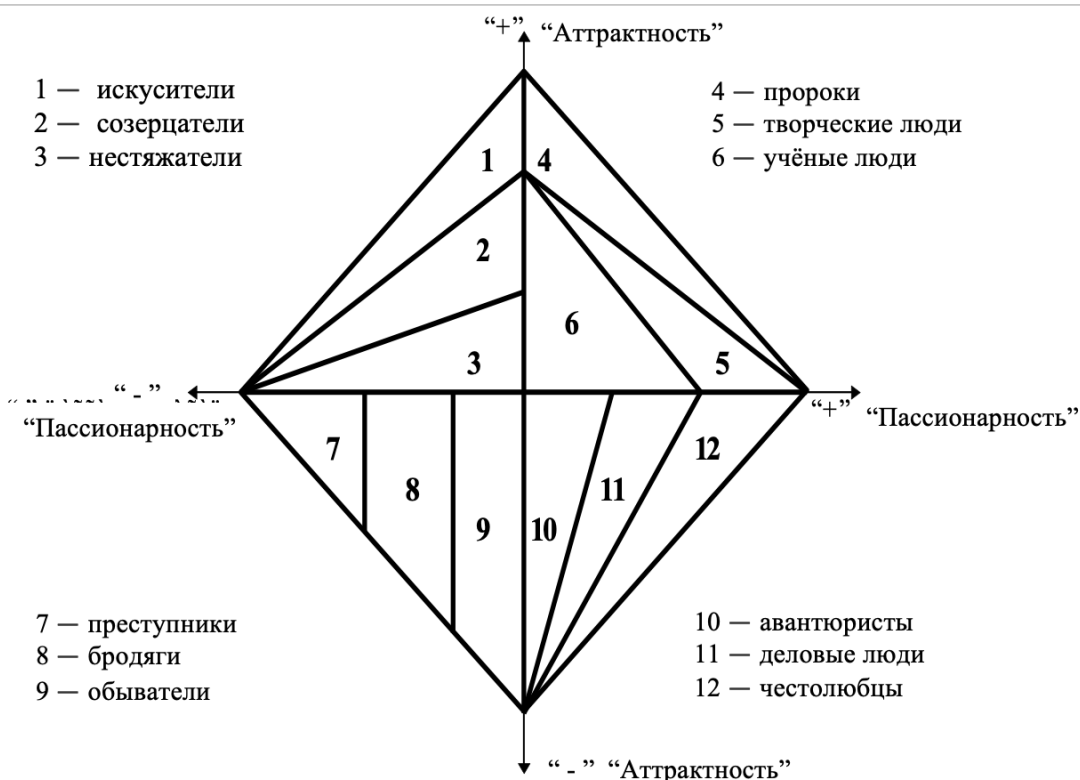 “+” “Аттрактность”
1 — искусители
2 — созерцатели
3 — нестяжатели
4 — пророки
5 — творческие люди
6 — учёные люди
1
4
2
6
3
5
“ - ”
“Пассионарность”
“+” “Пассионарность”
7
12
8
11
9
10
7 — преступники
8 — бродяги
9 — обыватели
10 — авантюристы
11 — деловые люди
12 — честолюбцы
“ - ” “Аттрактность”